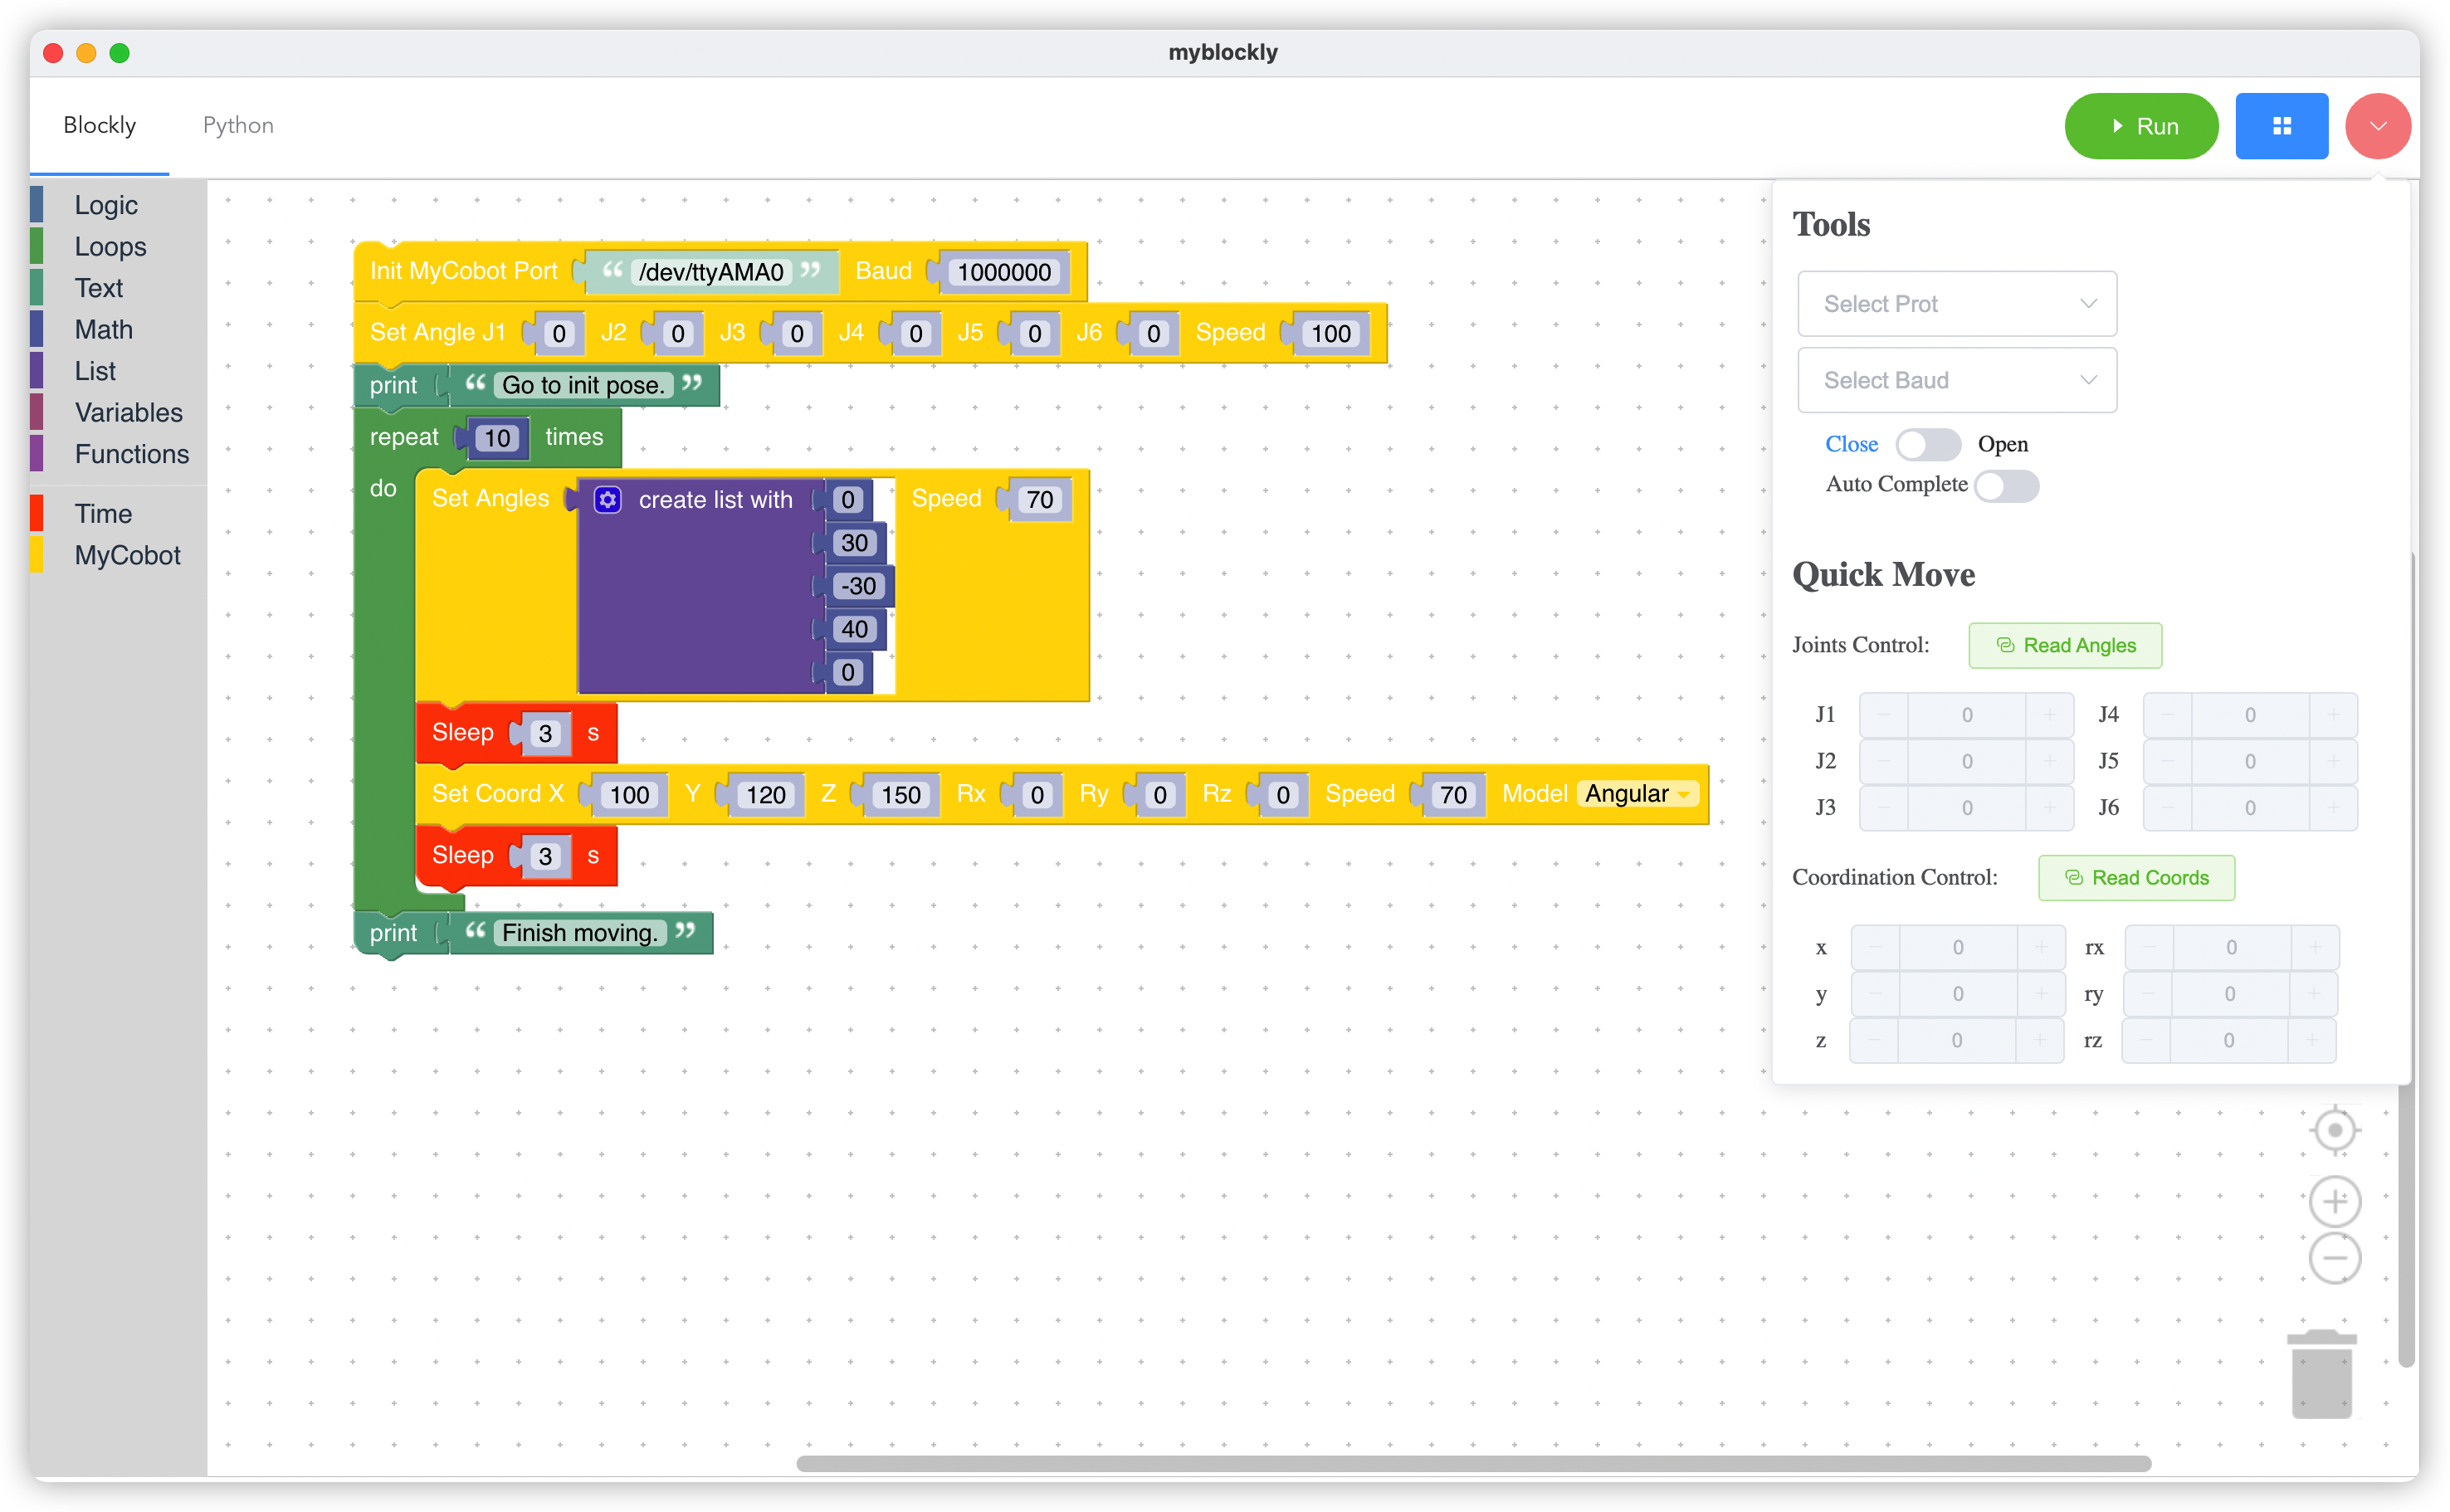 myblockly
Blockly Python Run
Logic
Loops
Text
Math
List
Variables
Functions
Time
MyCobot
Init MyCobot Port “ /dev/ttyAMA0 ” Baud 1000000
Set Angle J1 0 J2 0 J3 0 J4 0 J5 0 J6 0 Speed 100
print “ Go to init pose. ”
repeat 10 times
do Set Angles create list with 0 Speed 70
30
-30
40
0
Sleep 3 s
Set Coord X 100 Y 120 Z 150 Rx 0 Ry 0 Rz 0 Speed 70 Model Angular
Sleep 3 s
print “ Finish moving. ”
Tools
Select Prot
Select Baud
Close Open
Auto Complete
Quick Move
Joints Control: Read Angles
J1 − 0 + J4 − 0 +
J2 − 0 + J5 − 0 +
J3 − 0 + J6 − 0 +
Coordination Control: Read Coords
x − 0 + rx − 0 +
y − 0 + ry − 0 +
z − 0 + rz − 0 +